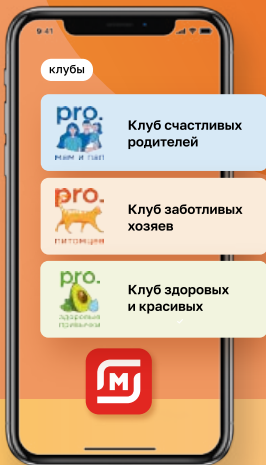 9:41
клубы
pro.
мам и пап
Клуб счастливых
родителей
pro.
питомцев
Клуб заботливых
хозяев
pro.
здоровые
привычки
Клуб здоровых
и красивых
М